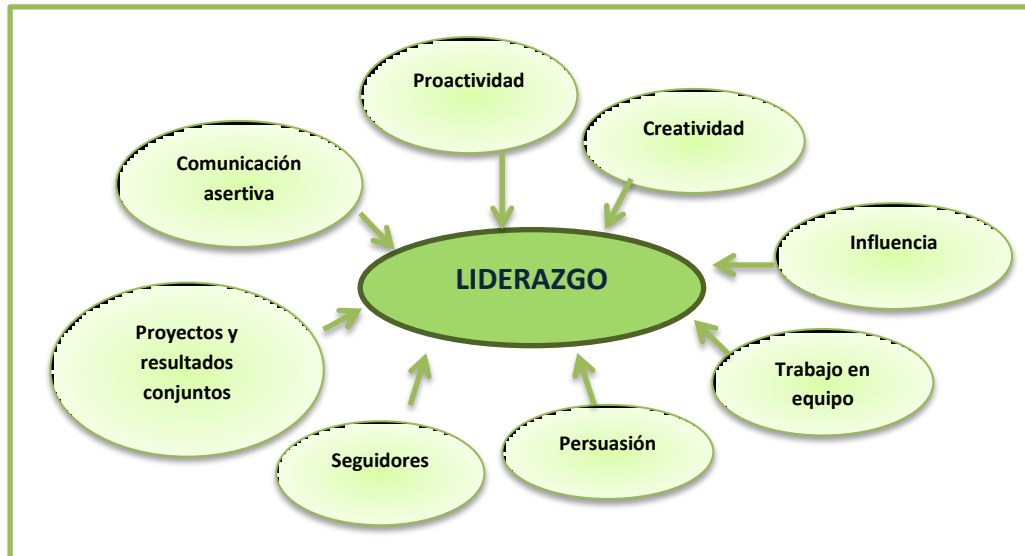 Proactividad
Creatividad
Comunicación
asertiva
Influencia
LIDERAZGO
Proyectos y
resultados
conjuntos
Trabajo en
equipo
Persuasión
Seguidores